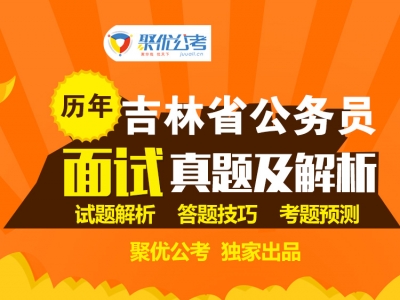 聚优公考
juyoli.cn
历年
吉林省公务员
面试真题及解析
试题解析 答题技巧 考题预测
聚优公考 独家出品